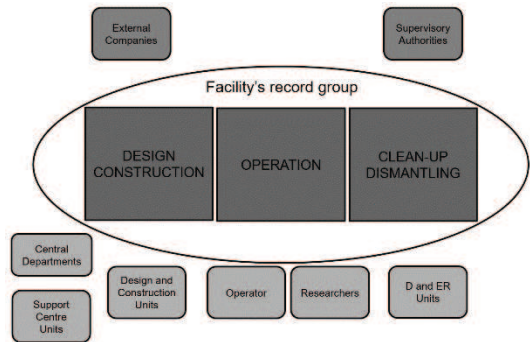 External
Companies
Supervisory
Authorities
Facility's record group
DESIGN
CONSTRUCTION
OPERATION
CLEAN-UP
DISMANTLING
Central
Departments
Support
Centre
Units
Design and
Construction
Units
Operator
Researchers
D and ER
Units